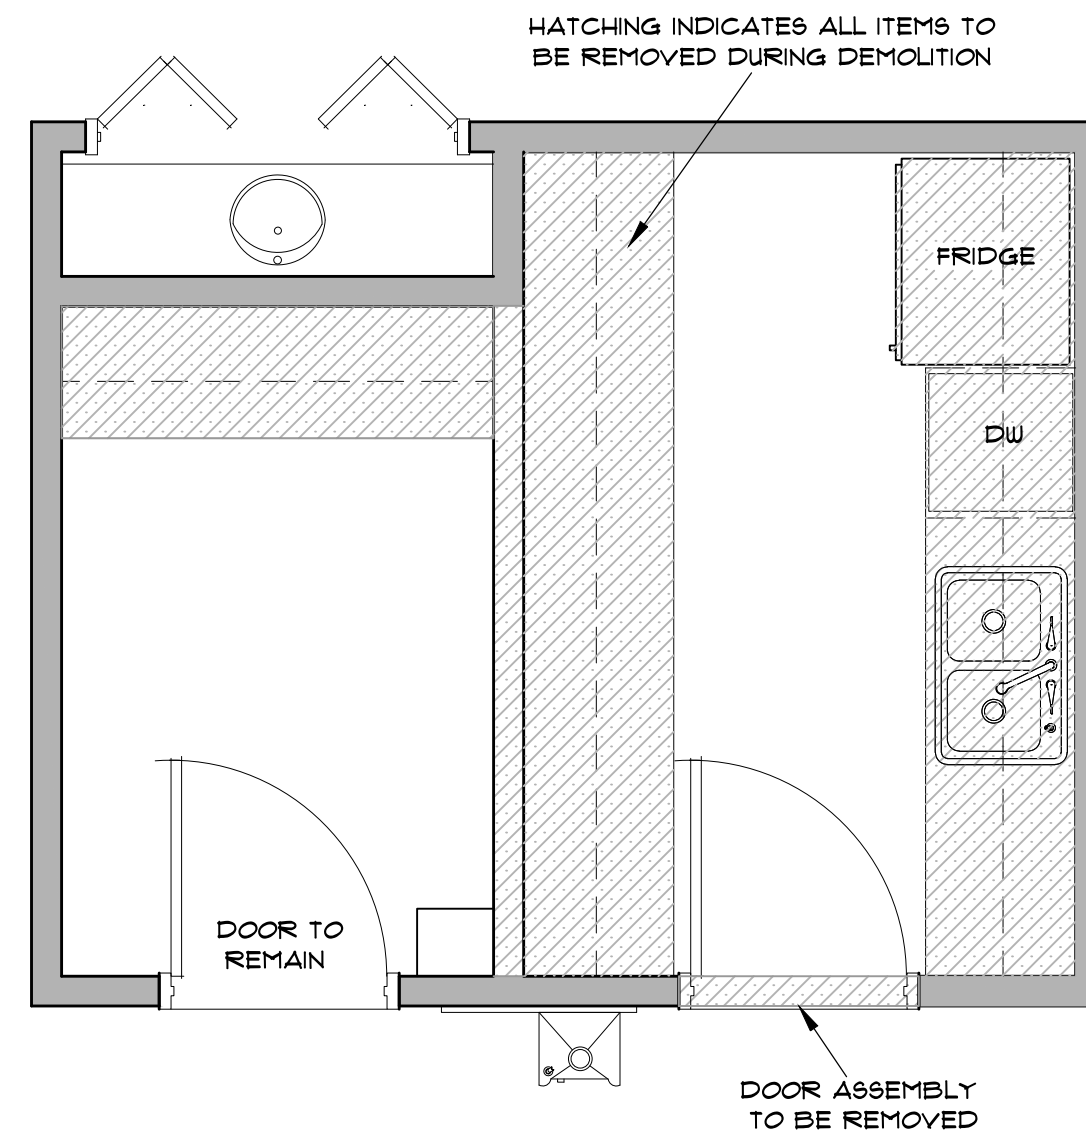 HATCHING INDICATES ALL ITEMS TO
BE REMOVED DURING DEMOLITION
FRIDGE
DW
DOOR TO
REMAIN
DOOR ASSEMBLY
TO BE REMOVED